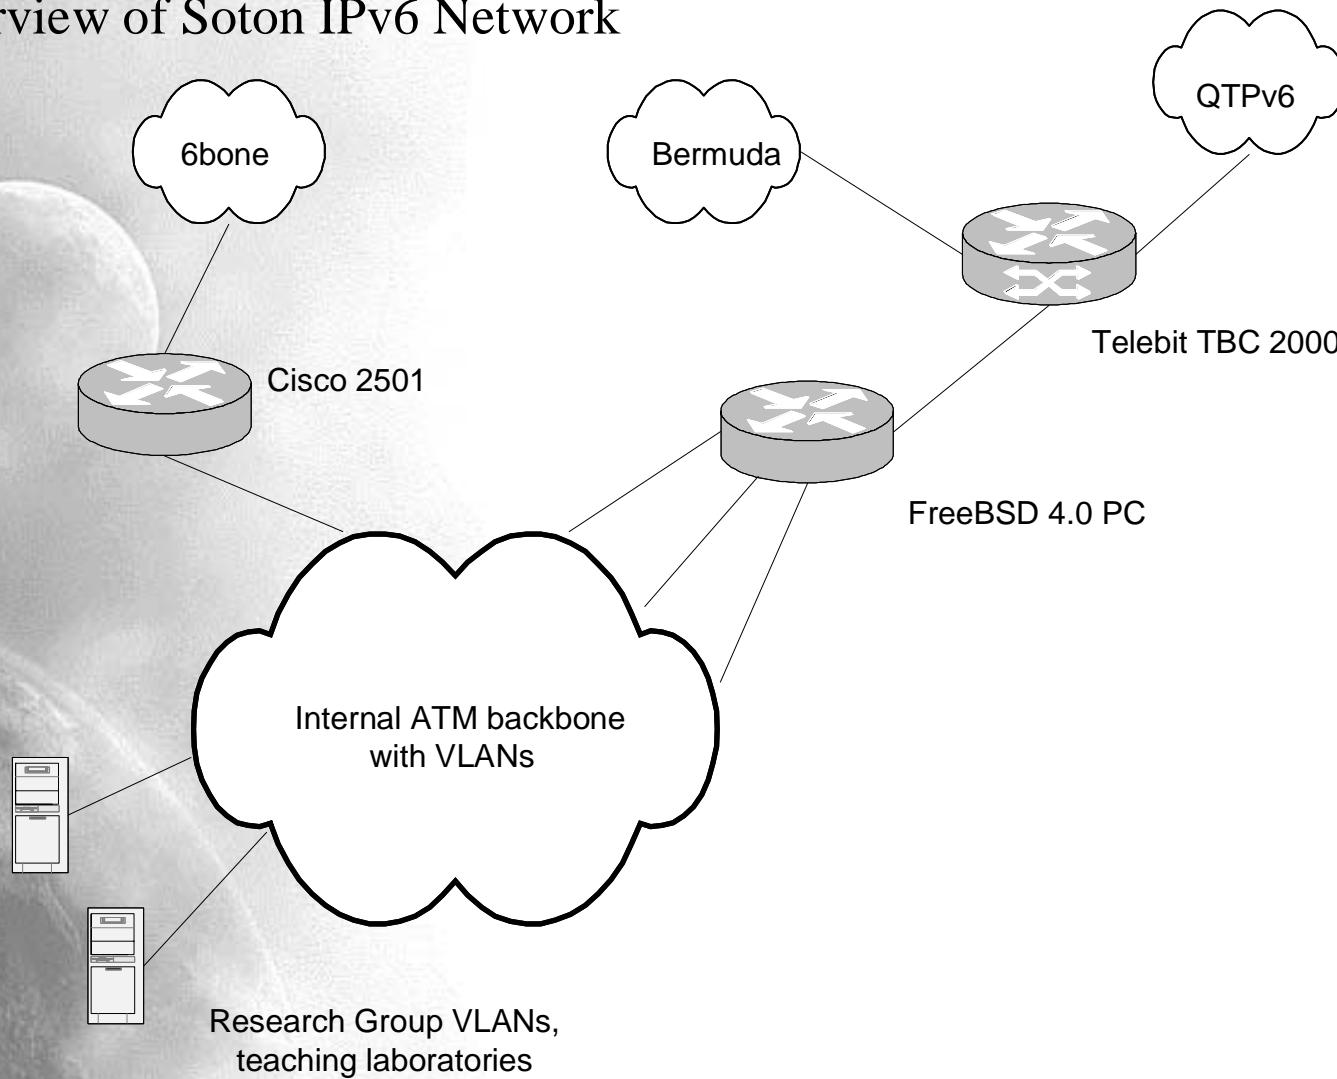 rview of Soton IPv6 Network
QTPv6
6bone
Bermuda
Telebit TBC 2000
Cisco 2501
FreeBSD 4.0 PC
Internal ATM backbone
with VLANs
Research Group VLANs,
teaching laboratories